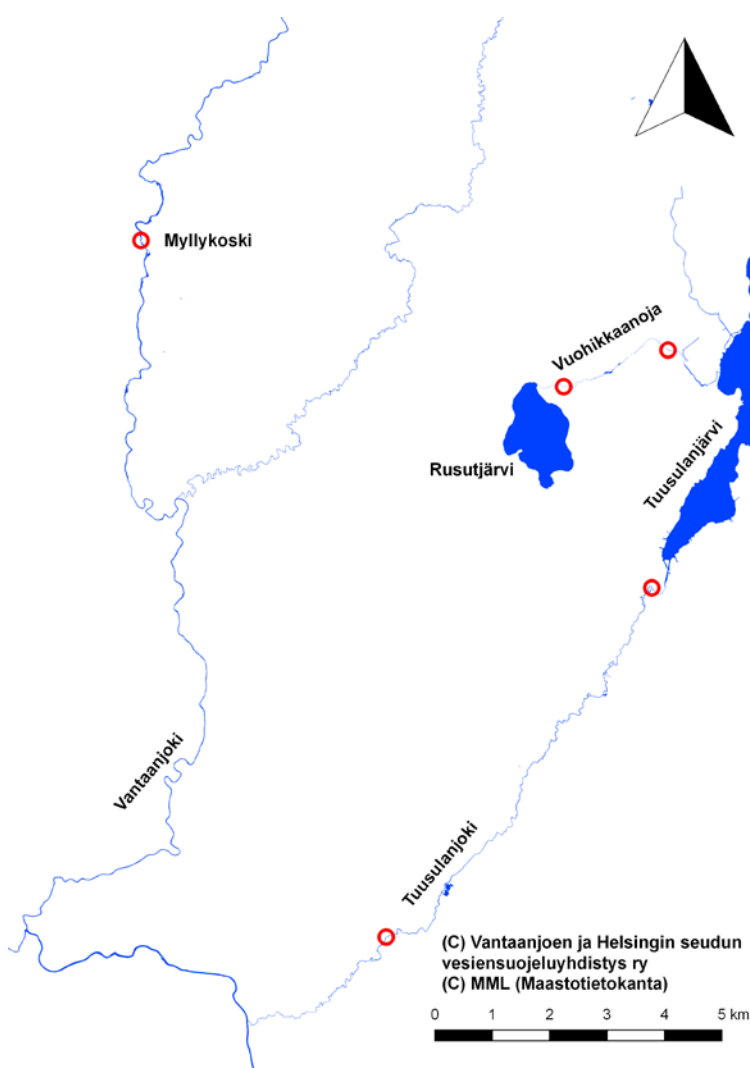 Myllykoski
Vuohikkaanoja
Rusutjärvi
Tuusulanjärvi
Vantaanjoki
Tuusulanjoki
(C) Vantaanjoen ja Helsingin seudun
vesiensuojeluyhdistys ry
(C) MML (Maastotietokanta)
0 1 2 3 4 5 km